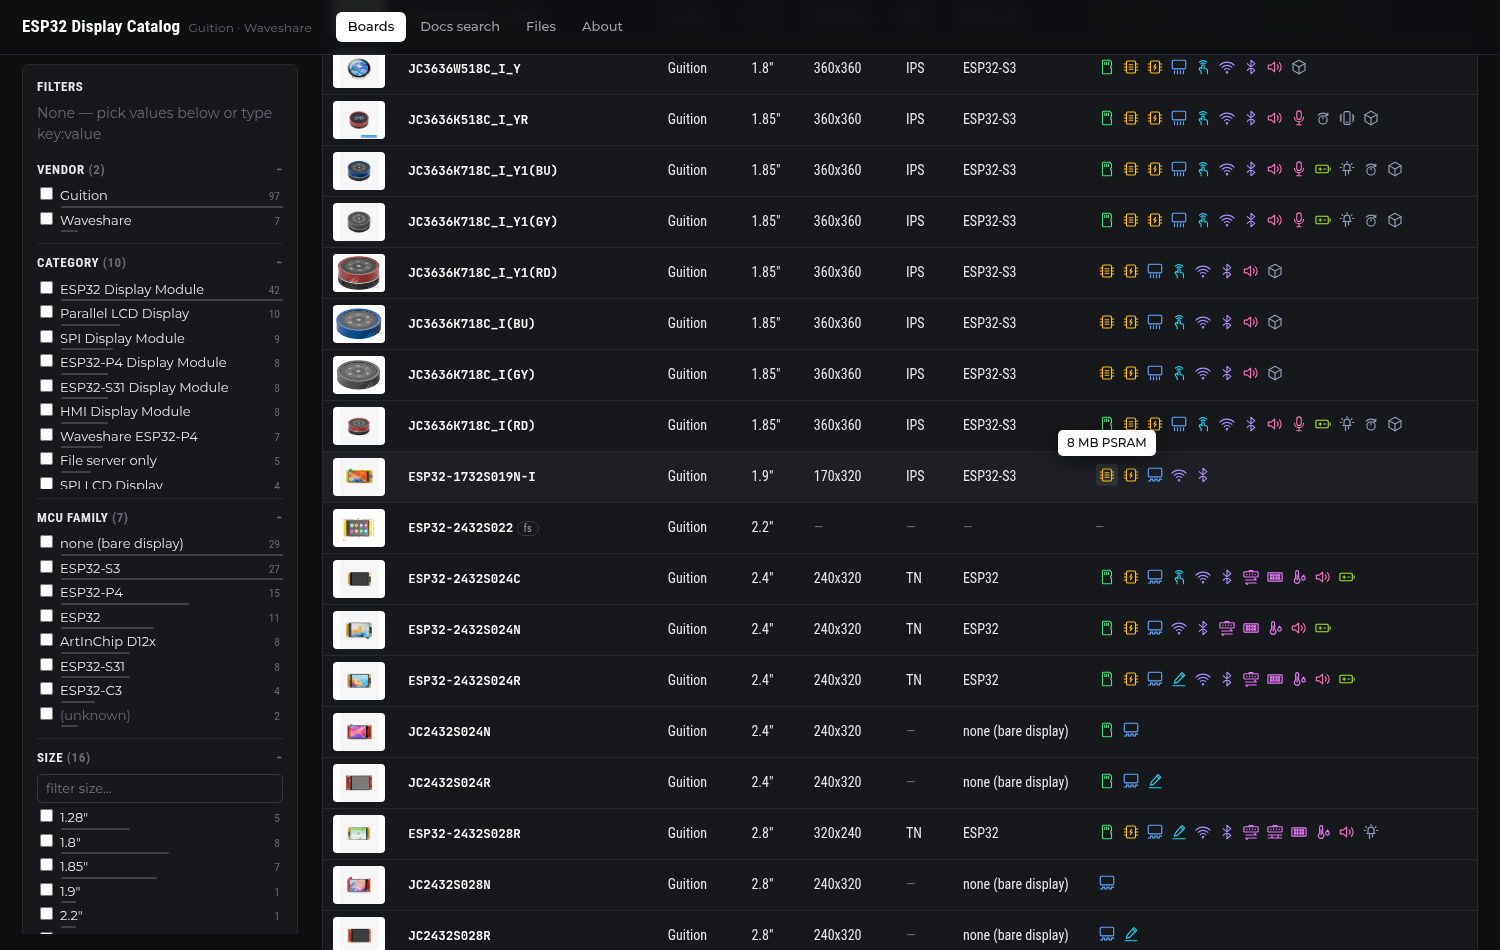 ESP32 Display Catalog Guition · Waveshare Boards Docs search Files About
FILTERS
None — pick values below or type
key:value
VENDOR (2) –
Guition 97
Waveshare 7
CATEGORY (10) –
ESP32 Display Module 42
Parallel LCD Display 10
SPI Display Module 9
ESP32-P4 Display Module 8
ESP32-S31 Display Module 8
HMI Display Module 8
Waveshare ESP32-P4 7
File server only 5
SPI LCD Display 4
MCU FAMILY (7) –
none (bare display) 29
ESP32-S3 27
ESP32-P4 15
ESP32 11
ArtInChip D12x 8
ESP32-S31 8
ESP32-C3 4
(unknown) 2
SIZE (16) –
filter size...
1.28" 5
1.8" 8
1.85" 7
1.9" 1
2.2" 1
JC3636W518C_I_Y Guition 1.8" 360x360 IPS ESP32-S3
JC3636K518C_I_YR Guition 1.85" 360x360 IPS ESP32-S3
JC3636K718C_I_Y1(BU) Guition 1.85" 360x360 IPS ESP32-S3
JC3636K718C_I_Y1(GY) Guition 1.85" 360x360 IPS ESP32-S3
JC3636K718C_I_Y1(RD) Guition 1.85" 360x360 IPS ESP32-S3
JC3636K718C_I(BU) Guition 1.85" 360x360 IPS ESP32-S3
JC3636K718C_I(GY) Guition 1.85" 360x360 IPS ESP32-S3
JC3636K718C_I(RD) Guition 1.85" 360x360 IPS ESP32-S3
8 MB PSRAM
ESP32-1732S019N-I Guition 1.9" 170x320 IPS ESP32-S3
ESP32-2432S022 fs Guition 2.2" — — — —
ESP32-2432S024C Guition 2.4" 240x320 TN ESP32
ESP32-2432S024N Guition 2.4" 240x320 TN ESP32
ESP32-2432S024R Guition 2.4" 240x320 TN ESP32
JC2432S024N Guition 2.4" 240x320 — none (bare display)
JC2432S024R Guition 2.4" 240x320 — none (bare display)
ESP32-2432S028R Guition 2.8" 320x240 TN ESP32
JC2432S028N Guition 2.8" 240x320 — none (bare display)
JC2432S028R Guition 2.8" 240x320 — none (bare display)